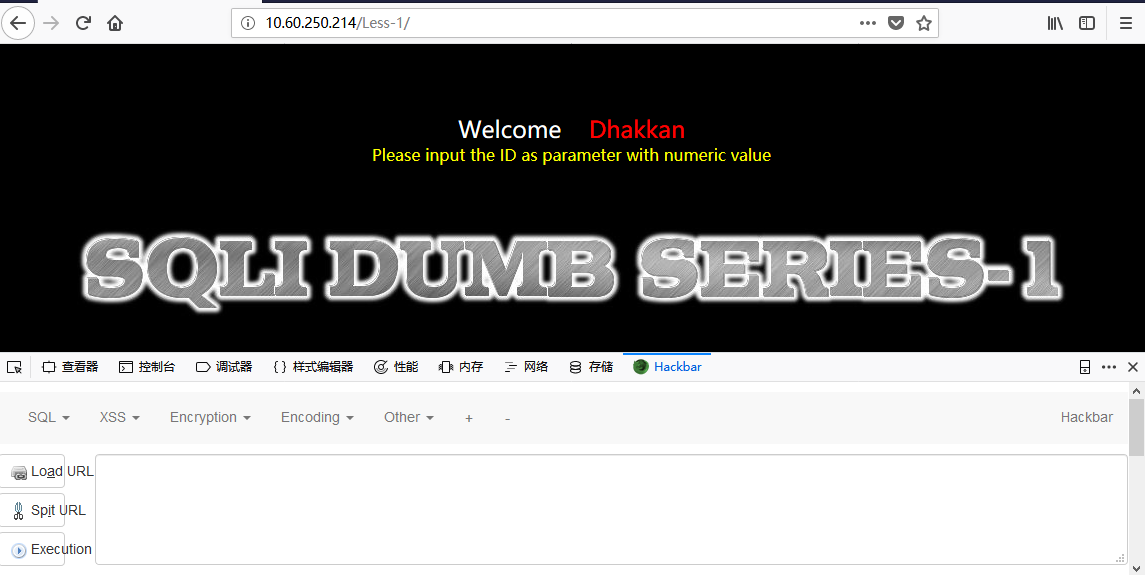 10.60.250.214/Less-1/
Welcome Dhakkan
Please input the ID as parameter with numeric value
SQLI DUMB SERIES-1
查看器 控制台 调试器 {} 样式编辑器 性能 内存 网络 存储 Hackbar
SQL XSS Encryption Encoding Other + - Hackbar
Load URL
Spit URL
Execution